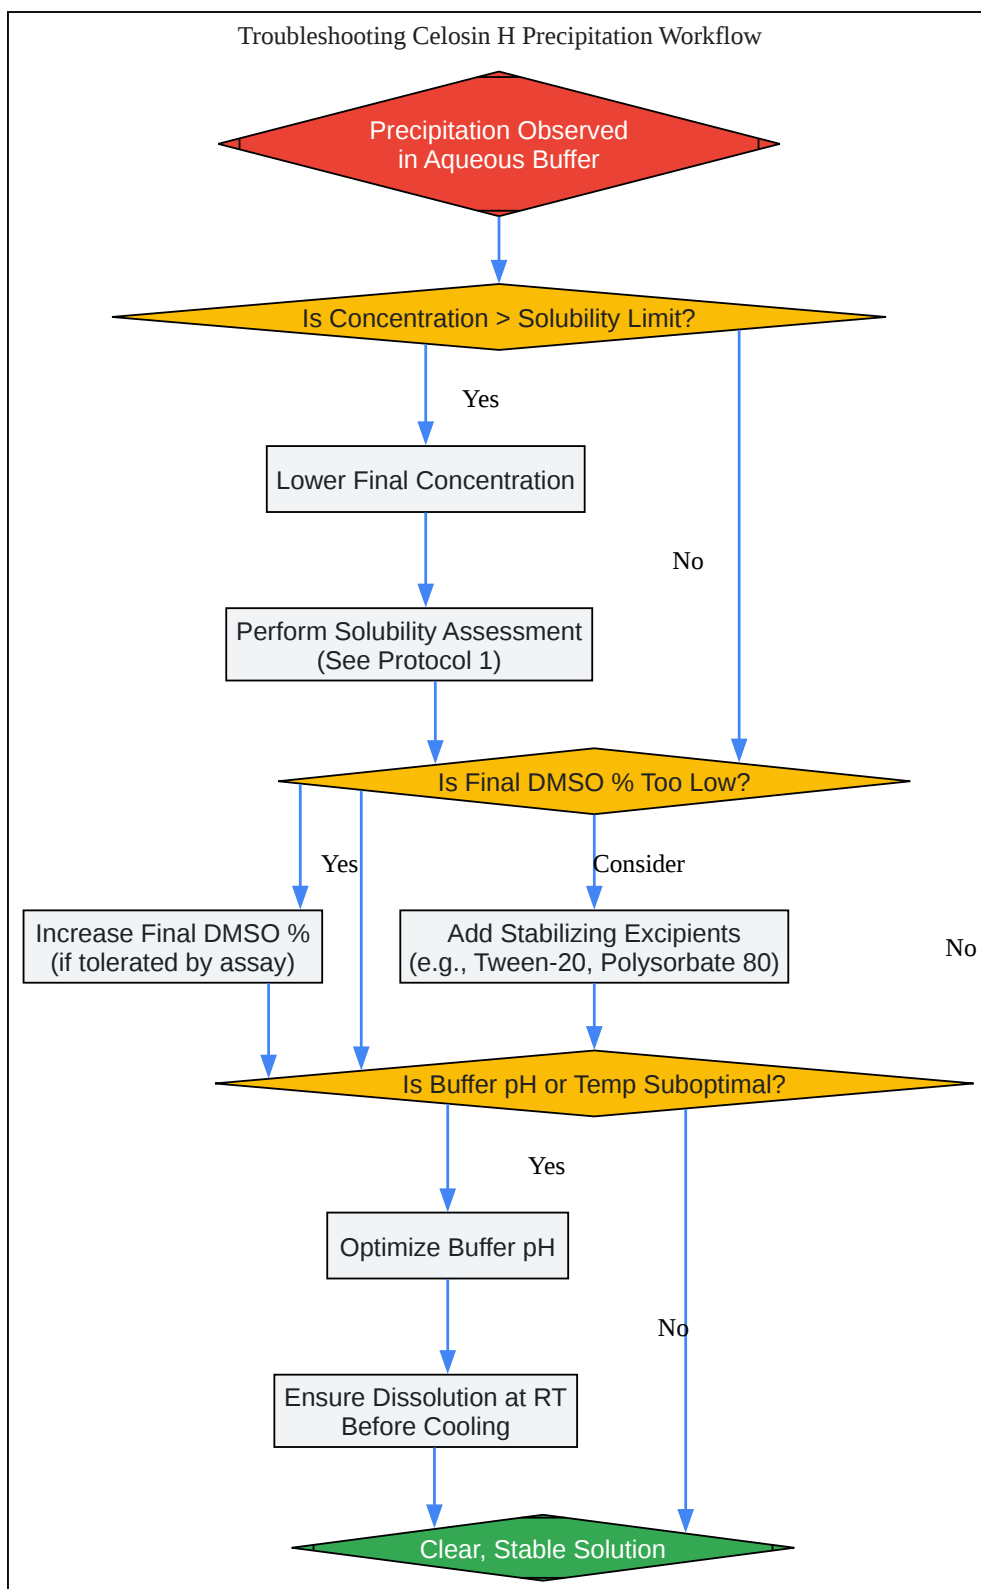 Troubleshooting Celosin H Precipitation Workflow
Precipitation Observed
in Aqueous Buffer
Is Concentration > Solubility Limit?
Yes
Lower Final Concentration
No
Perform Solubility Assessment
(See Protocol 1)
Is Final DMSO % Too Low?
Yes
Consider
Increase Final DMSO %
(if tolerated by assay)
Add Stabilizing Excipients
(e.g., Tween-20, Polysorbate 80)
No
Is Buffer pH or Temp Suboptimal?
Yes
Optimize Buffer pH
No
Ensure Dissolution at RT
Before Cooling
Clear, Stable Solution